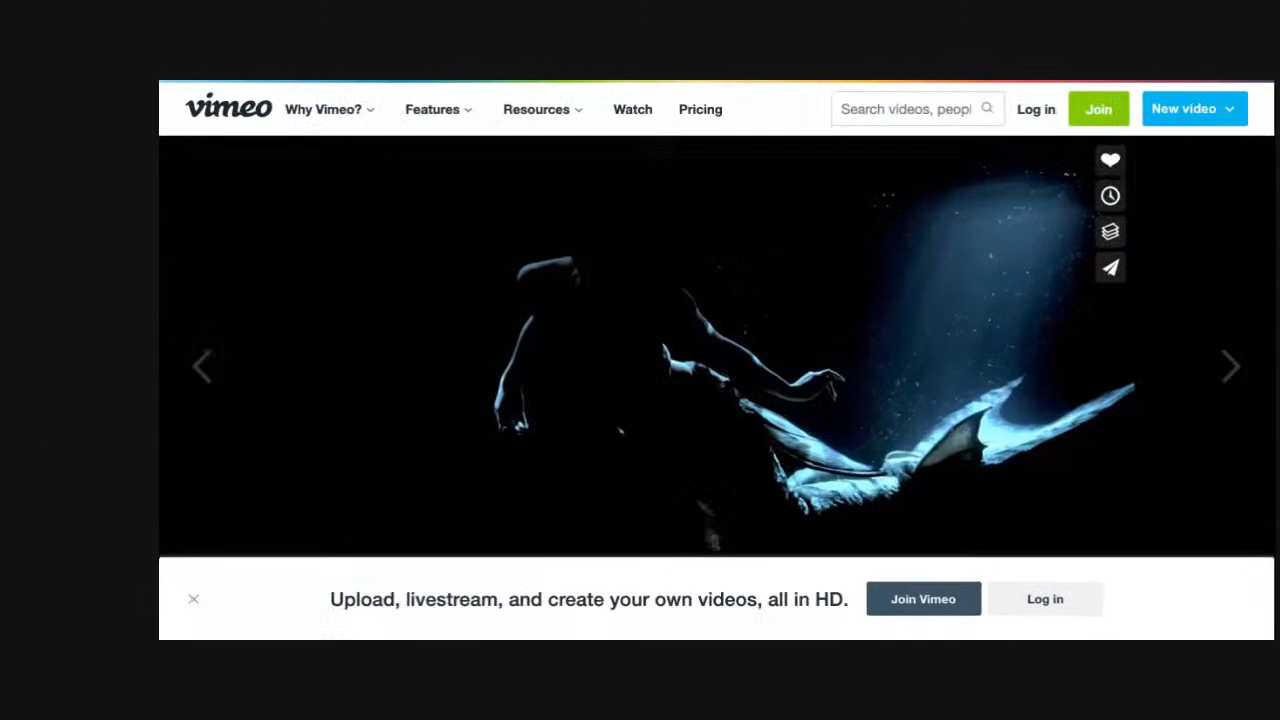 vimeo Why Vimeo? Features Resources Watch Pricing Search videos, peopl Log in Join New video
Upload, livestream, and create your own videos, all in HD. Join Vimeo Log in